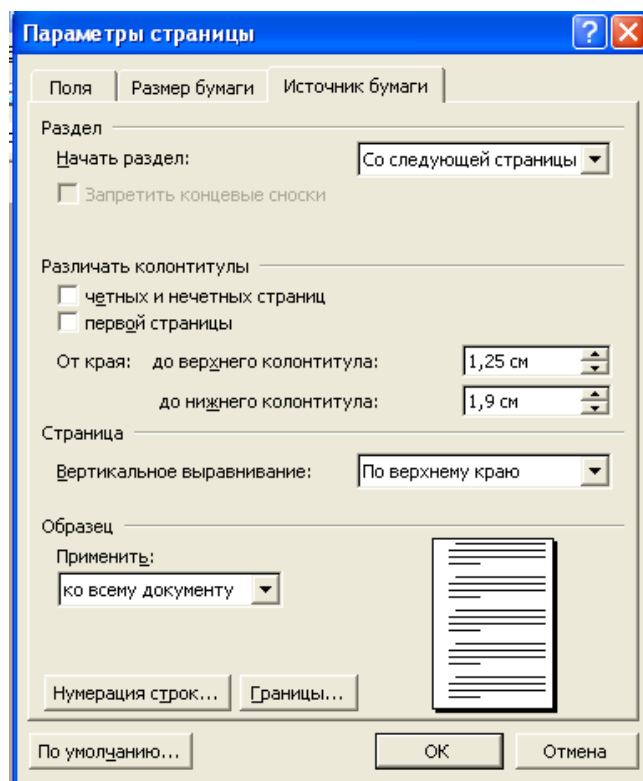 Параметры страницы
Поля Размер бумаги Источник бумаги
Раздел
Начать раздел: Со следующей страницы
Запретить концевые сноски
Различать колонтитулы
четных и нечетных страниц
первой страницы
От края: до верхнего колонтитула: 1,25 см
до нижнего колонтитула: 1,9 см
Страница
Вертикальное выравнивание: По верхнему краю
Образец
Применить:
ко всему документу
Нумерация строк... Границы...
По умолчанию... ОК Отмена